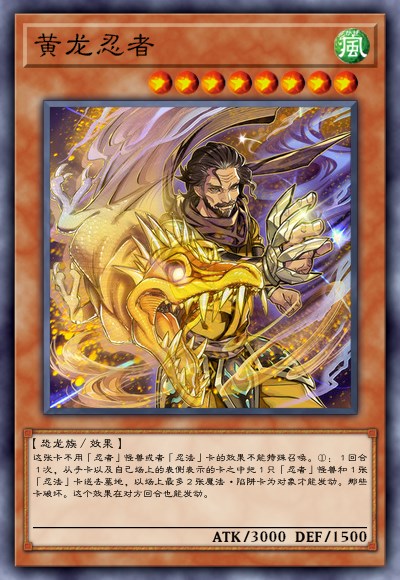 黄龙忍者
風
【恐龙族/效果】
这张卡不用「忍者」怪兽或者「忍法」卡的效果不能特殊召唤。①：1回合
1次，从手卡以及自己场上的表侧表示的卡之中把1只「忍者」怪兽和1张
「忍法」卡送去墓地，以场上最多2张魔法·陷阱卡为对象才能发动。那些
卡破坏。这个效果在对方回合也能发动。
ATK/3000 DEF/1500